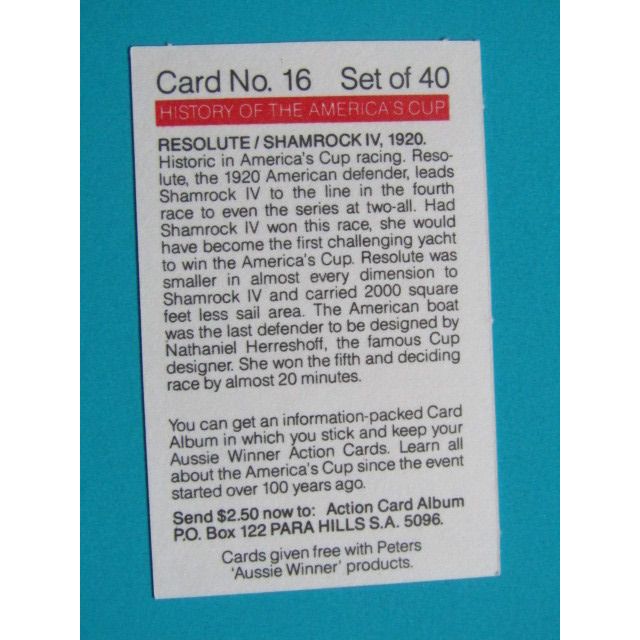 Card No. 16 Set of 40
HISTORY OF THE AMERICA'S CUP
RESOLUTE / SHAMROCK IV, 1920.
Historic in America's Cup racing. Reso-
lute, the 1920 American defender, leads
Shamrock IV to the line in the fourth
race to even the series at two-all. Had
Shamrock IV won this race, she would
have become the first challenging yacht
to win the America's Cup. Resolute was
smaller in almost every dimension to
Shamrock IV and carried 2000 square
feet less sail area. The American boat
was the last defender to be designed by
Nathaniel Herreshoff, the famous Cup
designer. She won the fifth and deciding
race by almost 20 minutes.
You can get an information-packed Card
Album in which you stick and keep your
Aussie Winner Action Cards. Learn all
about the America's Cup since the event
started over 100 years ago.
Send $2.50 now to: Action Card Album
P.O. Box 122 PARA HILLS S.A. 5096.
Cards given free with Peters
'Aussie Winner' products.